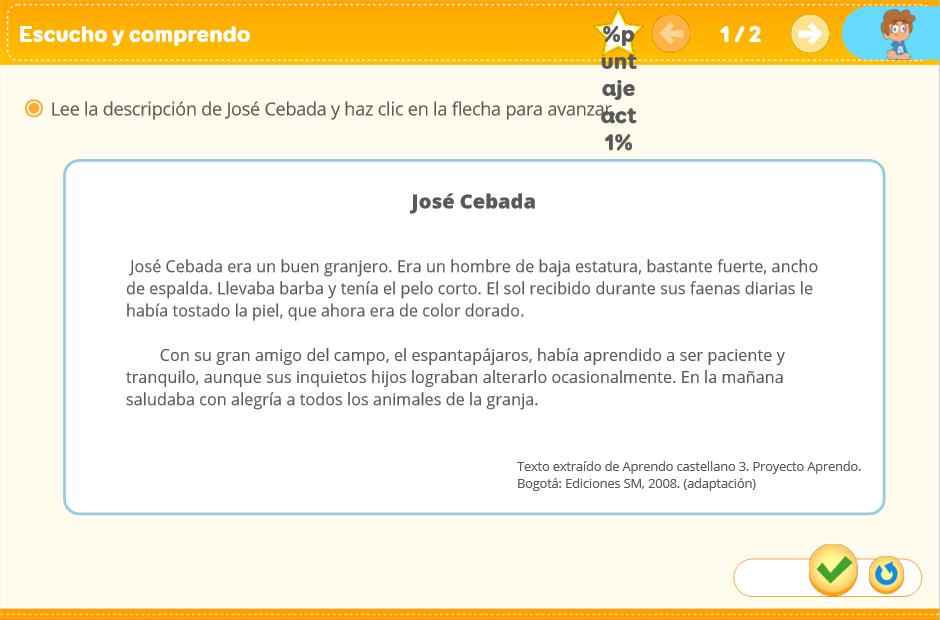 Escucho y comprendo
%p
unt
aje
act
1%
1 / 2
Lee la descripción de José Cebada y haz clic en la flecha para avanzar.
José Cebada
José Cebada era un buen granjero. Era un hombre de baja estatura, bastante fuerte, ancho
de espalda. Llevaba barba y tenía el pelo corto. El sol recibido durante sus faenas diarias le
había tostado la piel, que ahora era de color dorado.
Con su gran amigo del campo, el espantapájaros, había aprendido a ser paciente y
tranquilo, aunque sus inquietos hijos lograban alterarlo ocasionalmente. En la mañana
saludaba con alegría a todos los animales de la granja.
Texto extraído de Aprendo castellano 3. Proyecto Aprendo.
Bogotá: Ediciones SM, 2008. (adaptación)